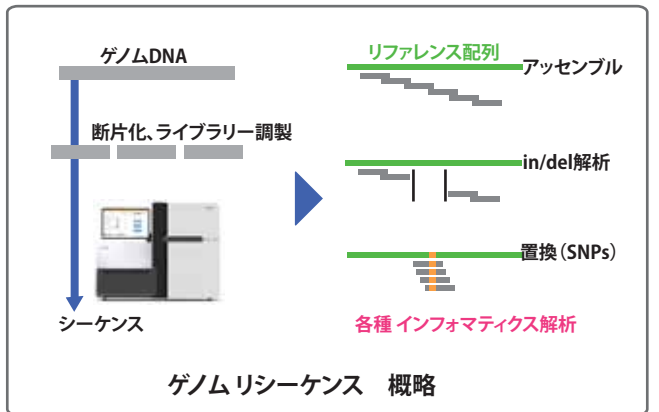 ゲノムDNA
断片化、ライブラリー調製
シーケンス
リファレンス配列
アッセンブル
in/del解析
置換(SNPs)
各種 インフォマティクス解析
ゲノム リシーケンス 概略